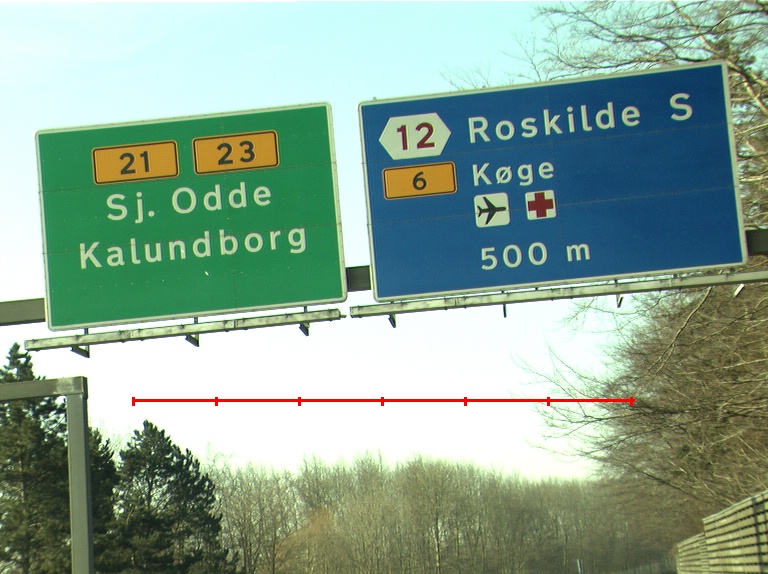 21 23
Sj. Odde
Kalundborg
12 Roskilde S
6 Køge
500 m